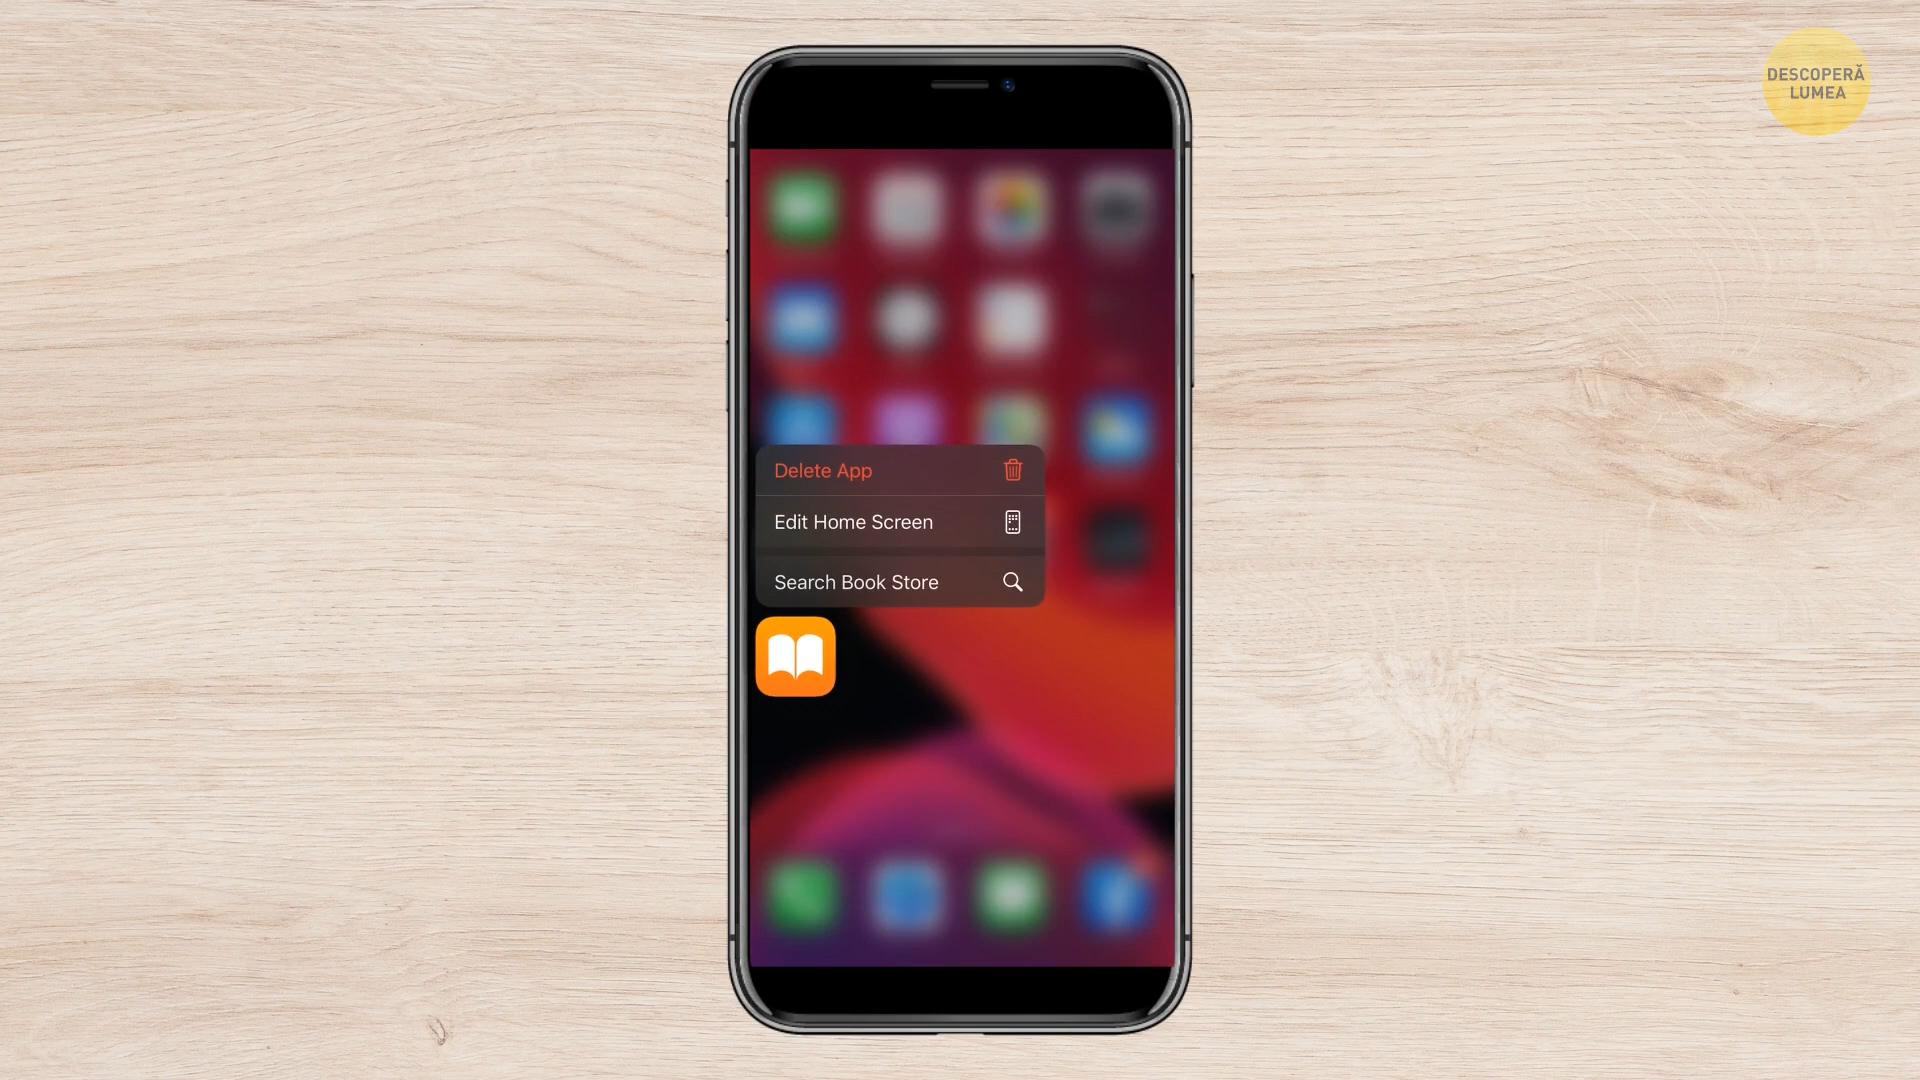 DESCOPERĂ
LUMEA
Delete App
Edit Home Screen
Search Book Store